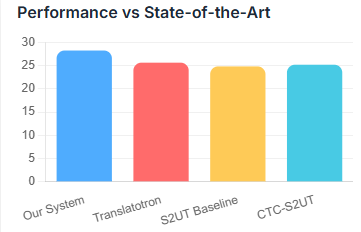 Performance vs State-of-the-Art
30
25
20
15
10
5
0
Our System
Translatotron
S2UT Baseline
CTC-S2UT